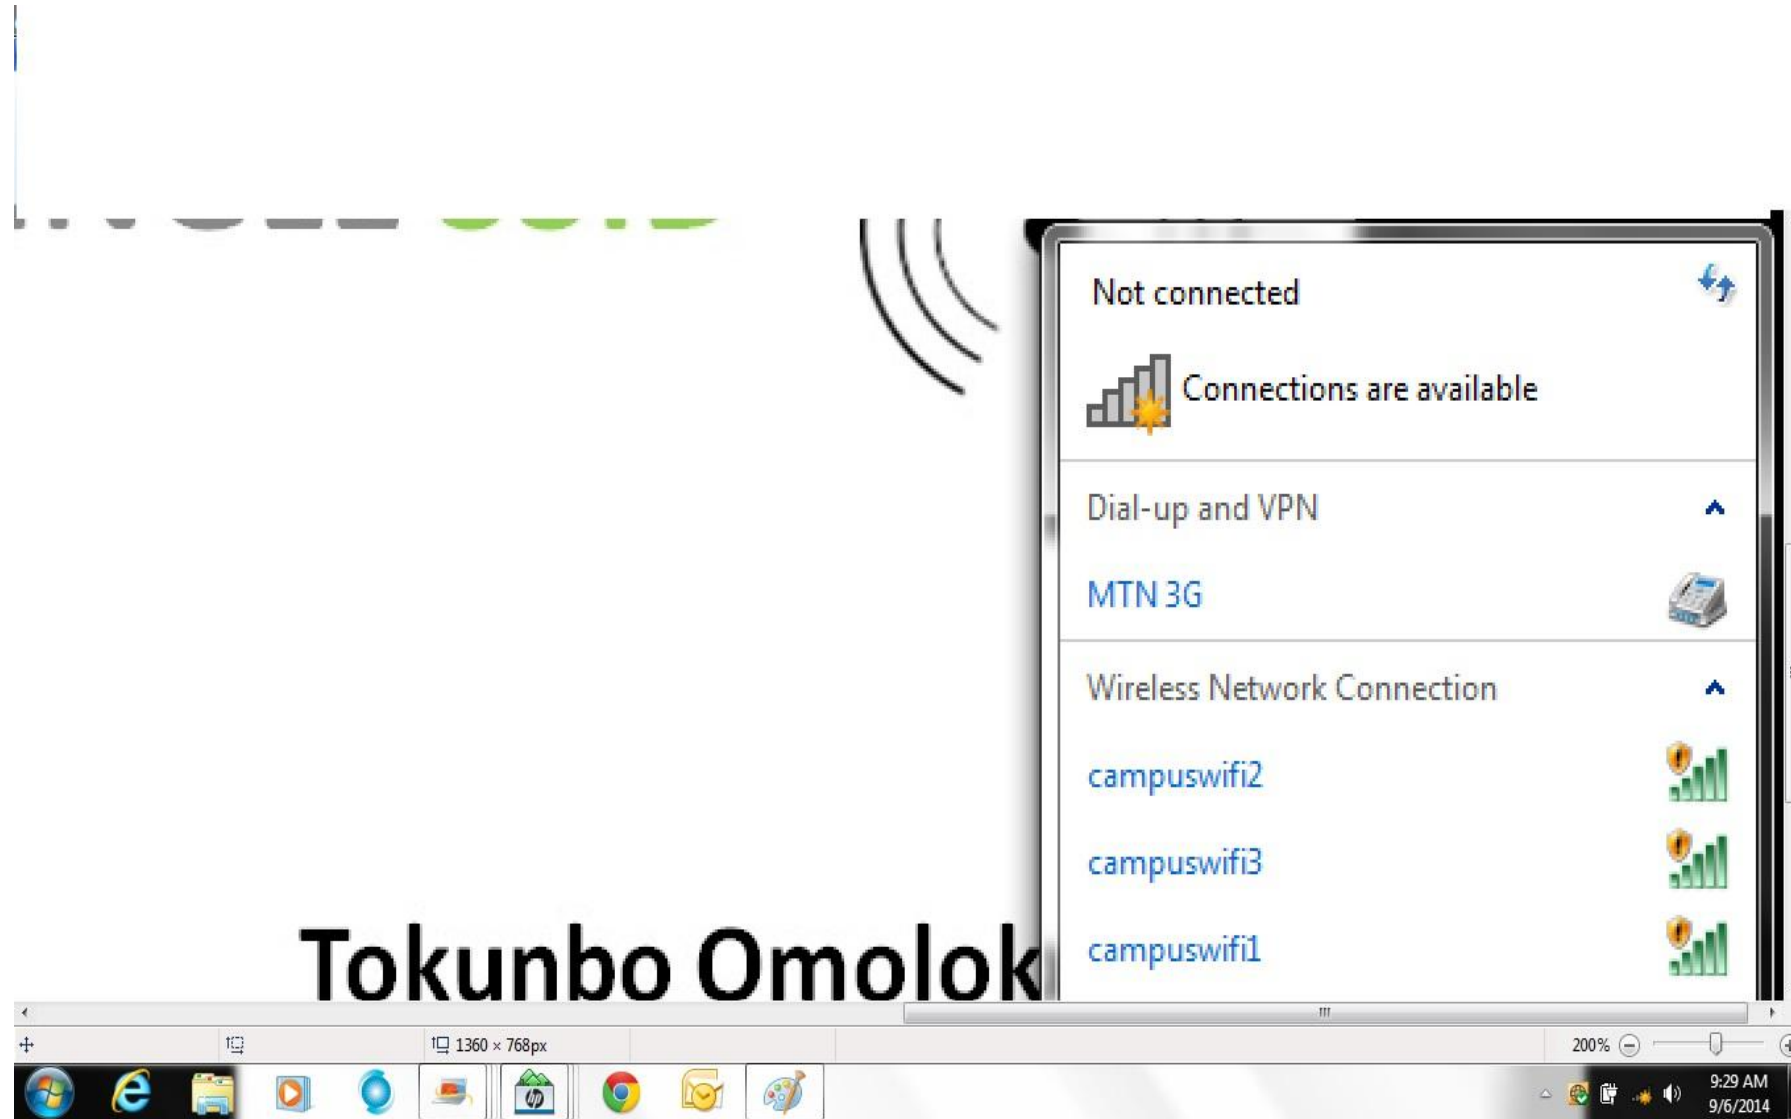 Not connected
Connections are available
Dial-up and VPN
MTN 3G
Wireless Network Connection
campuswifi2
campuswifi3
campuswifi1
Tokunbo Omolok
1360 × 768px
200%
hp
9:29 AM
9/6/2014